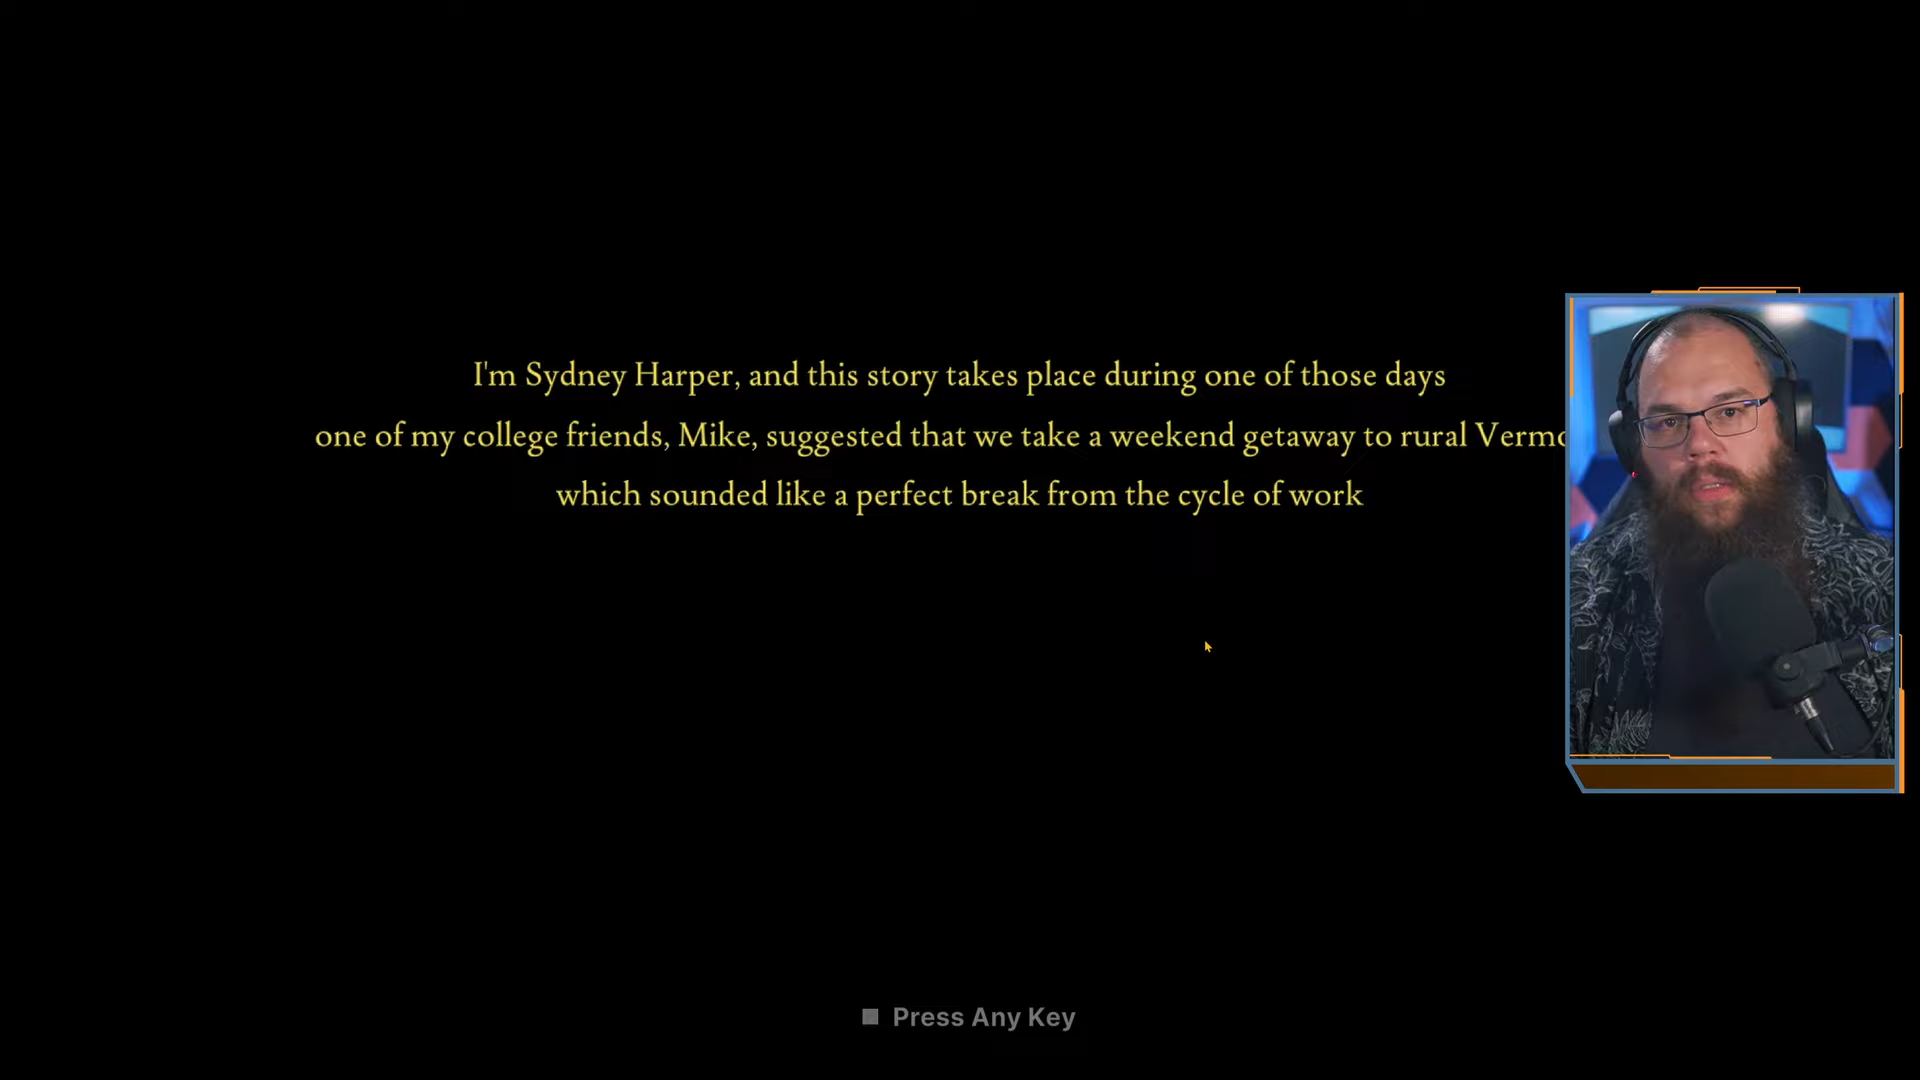 I'm Sydney Harper, and this story takes place during one of those days
one of my college friends, Mike, suggested that we take a weekend getaway to rural
which sounded like a perfect break from the cycle of work
Press Any Key